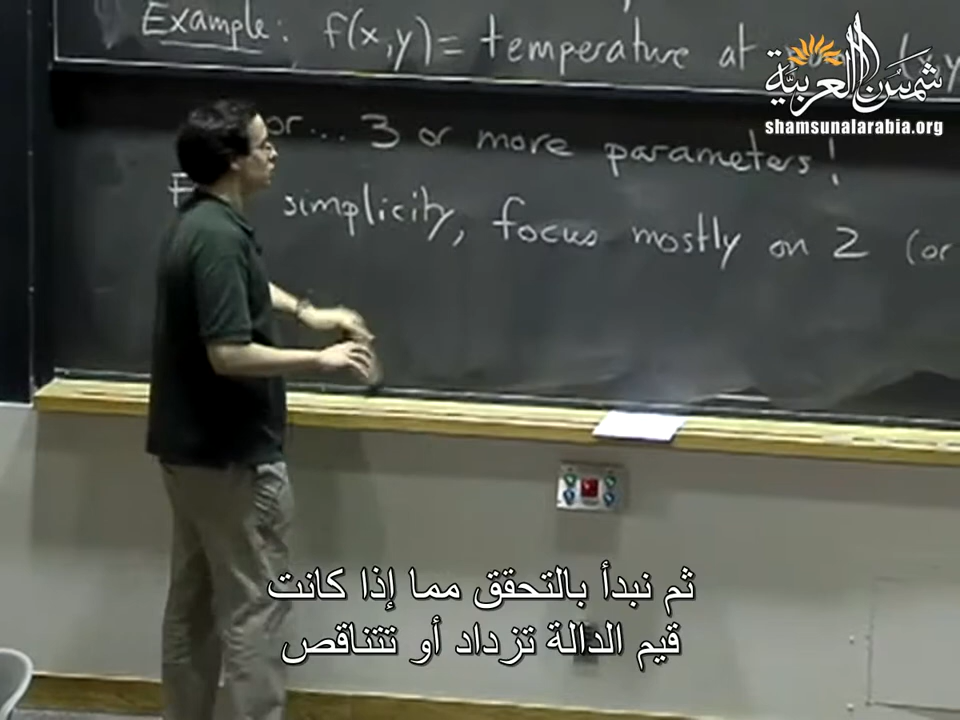 Example: f(x,y) = temperature at
شمس العربية
shamsunalarabia.org
or... 3 or more parameters!
simplicity, focus mostly on 2 (or
ثم نبدأ بالتحقق مما إذا كانت
قيم الدالة تزداد أو تتناقص